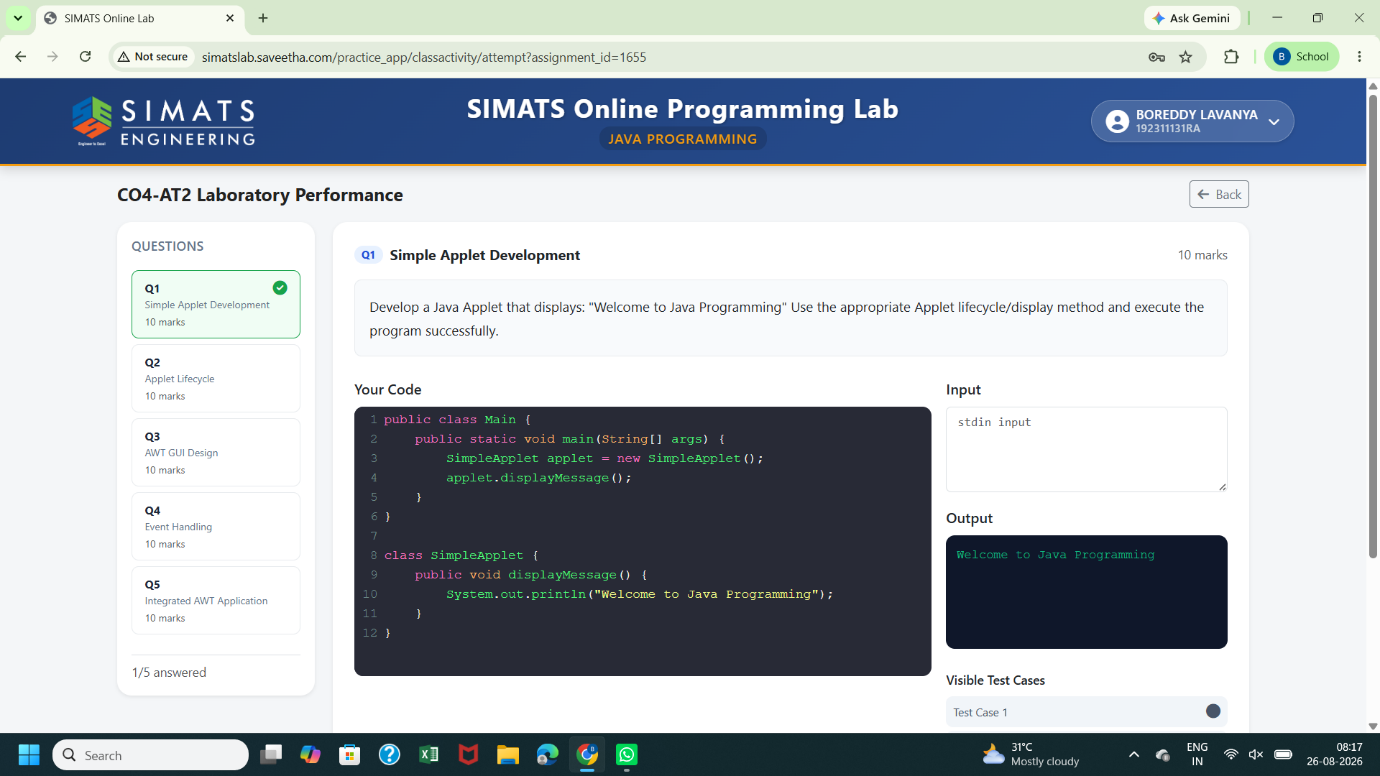 SIMATS Online Lab
Ask Gemini
Not secure
simatslab.saveetha.com/practice_app/classactivity/attempt?assignment_id=1655
B School
SIMATS
ENGINEERING
Engineer to Excel
SIMATS Online Programming Lab
JAVA PROGRAMMING
BOREDDY LAVANYA
192311131RA
CO4-AT2 Laboratory Performance
Back
QUESTIONS
Q1
Simple Applet Development
10 marks
Q2
Applet Lifecycle
10 marks
Q3
AWT GUI Design
10 marks
Q4
Event Handling
10 marks
Q5
Integrated AWT Application
10 marks
1/5 answered
Q1 Simple Applet Development 10 marks
Develop a Java Applet that displays: "Welcome to Java Programming" Use the appropriate Applet lifecycle/display method and execute the
program successfully.
Your Code
1 public class Main {
2     public static void main(String[] args) {
3         SimpleApplet applet = new SimpleApplet();
4         applet.displayMessage();
5     }
6 }
7
8 class SimpleApplet {
9     public void displayMessage() {
10         System.out.println("Welcome to Java Programming");
11     }
12 }
Input
stdin input
Output
Welcome to Java Programming
Visible Test Cases
Test Case 1
Search
31°C
Mostly cloudy
ENG
IN
08:17
26-08-2026